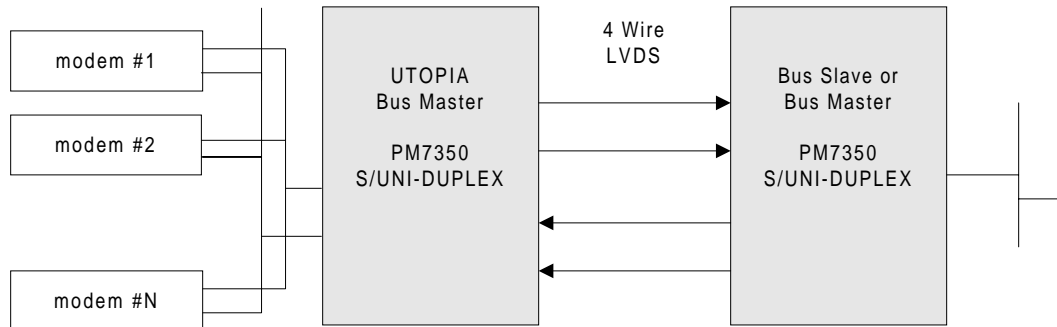 modem #1
modem #2
modem #N
UTOPIA
Bus Master
PM7350
S/UNI-DUPLEX
4 Wire
LVDS
Bus Slave or
Bus Master
PM7350
S/UNI-DUPLEX